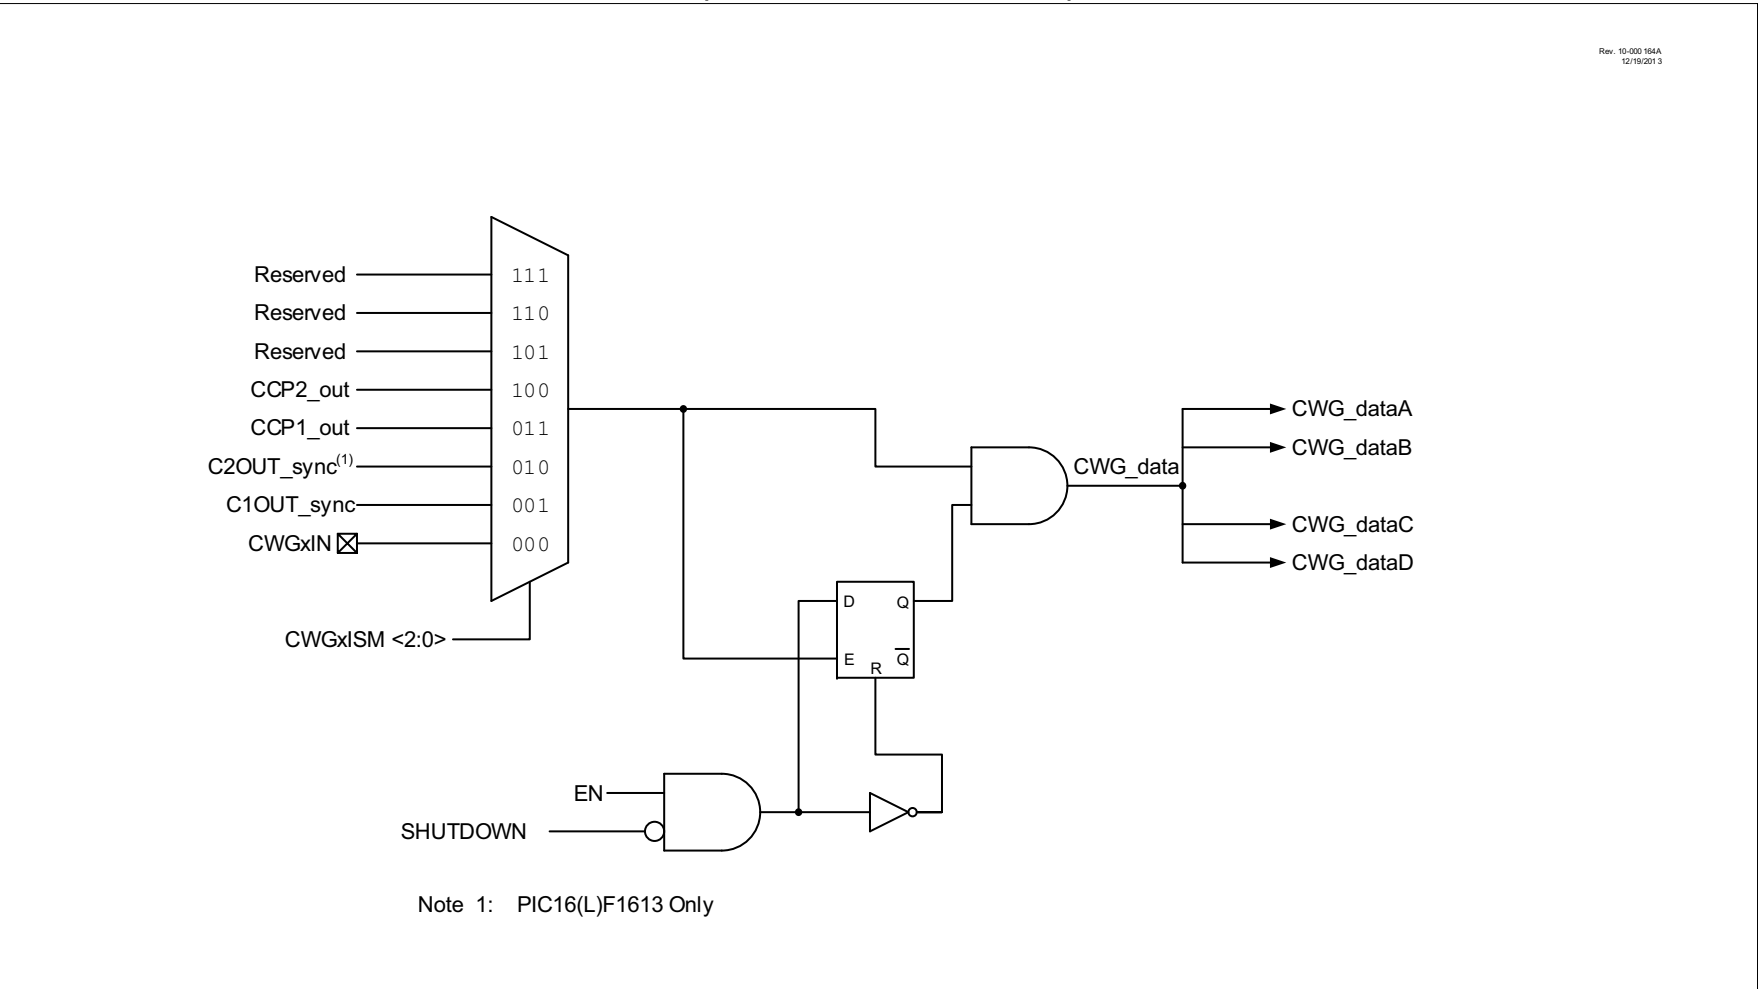 Rev. 10-000 164A
12/19/201 3
Reserved 111
Reserved 110
Reserved 101
CCP2_out 100
CCP1_out 011
C2OUT_sync(1) 010
C1OUT_sync 001
CWGxIN 000
CWGxISM <2:0>
CWG_data
CWG_dataA
CWG_dataB
CWG_dataC
CWG_dataD
D Q
E R Q̅
EN
SHUTDOWN
Note 1: PIC16(L)F1613 Only